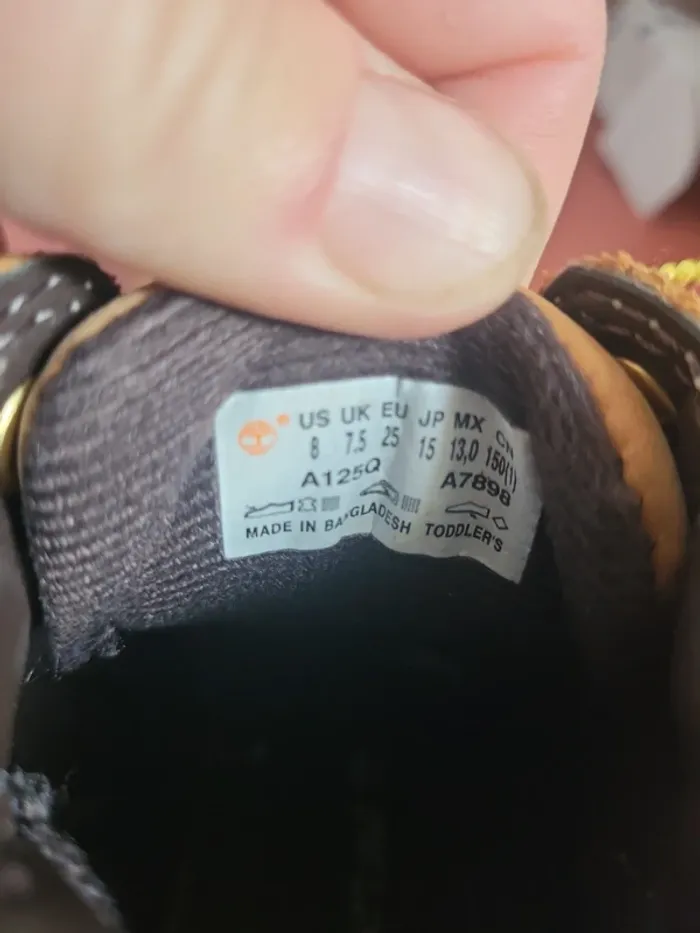 US UK EU JP MX CN
8 7.5 25 15 13,0 150(1)
A125Q A7898
MADE IN BANGLADESH TODDLER'S